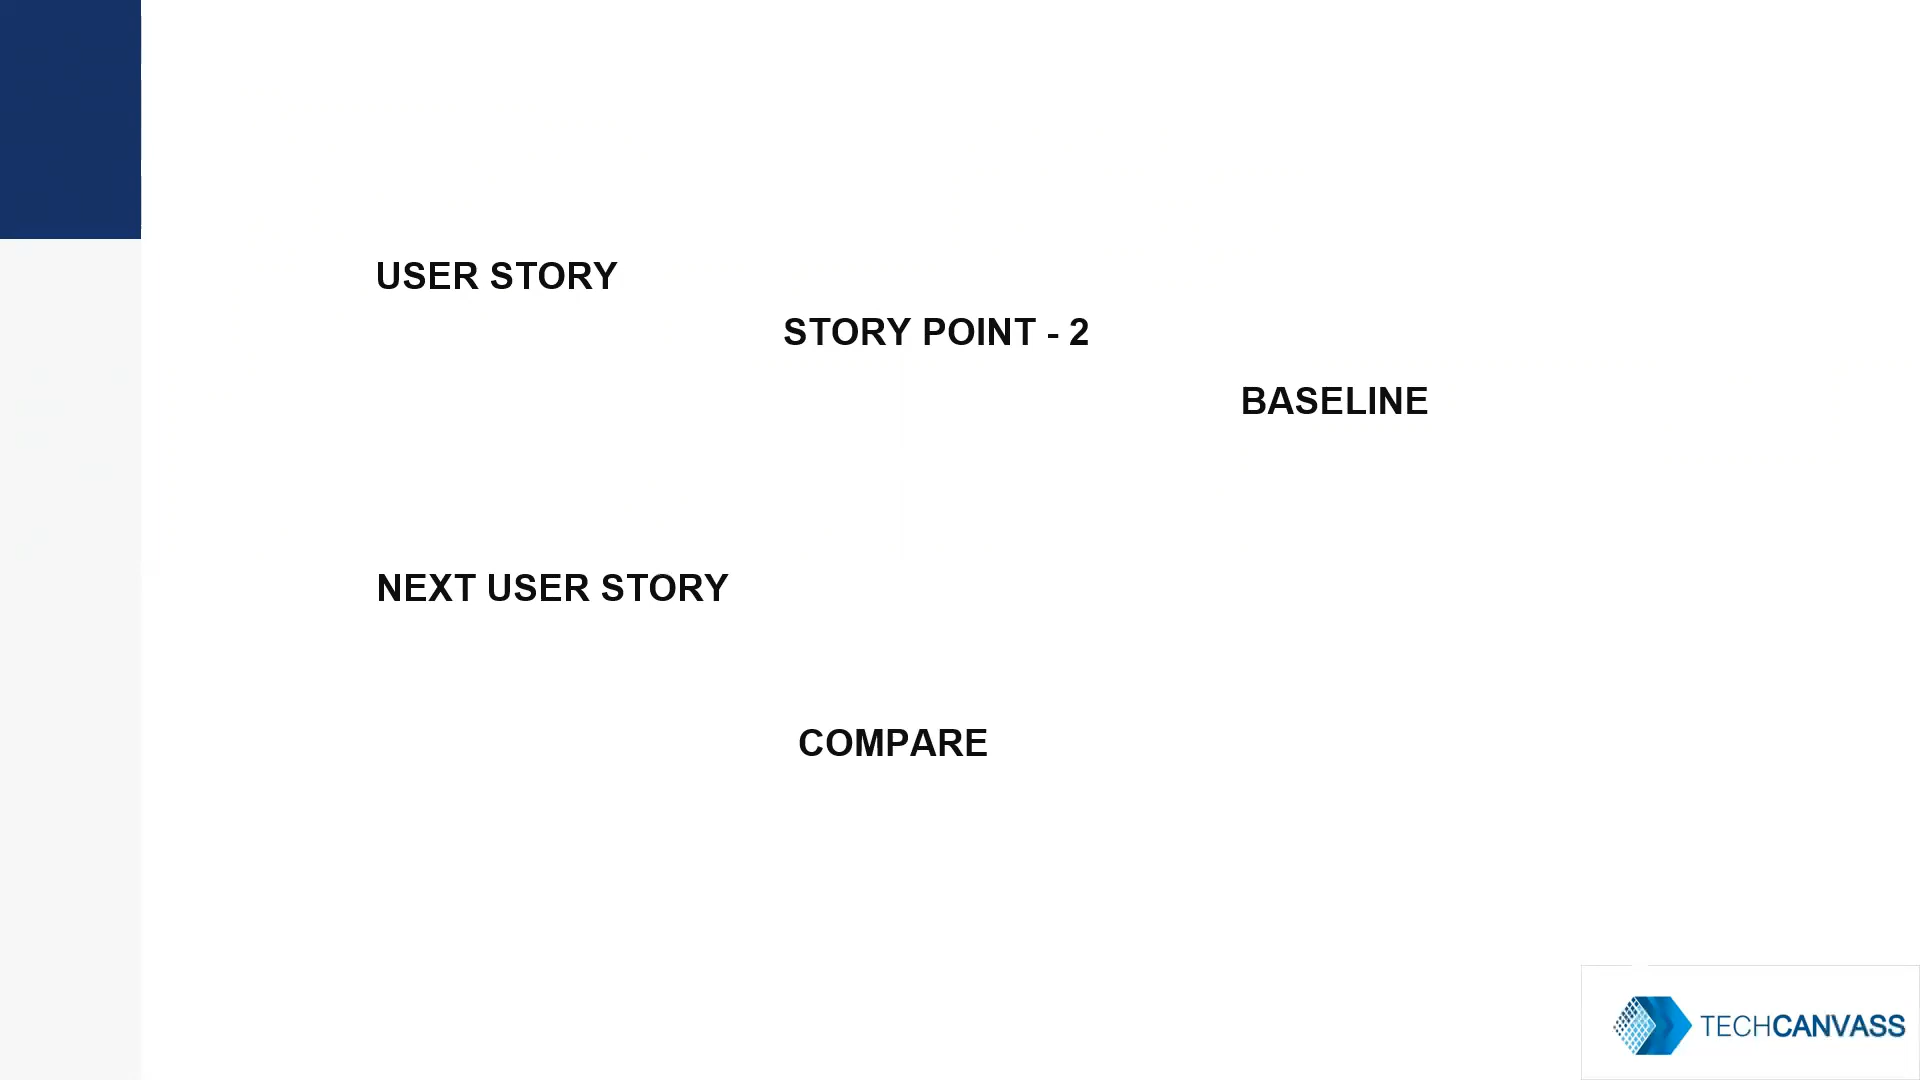 USER STORY
STORY POINT - 2
BASELINE
NEXT USER STORY
COMPARE
TECHCANVASS